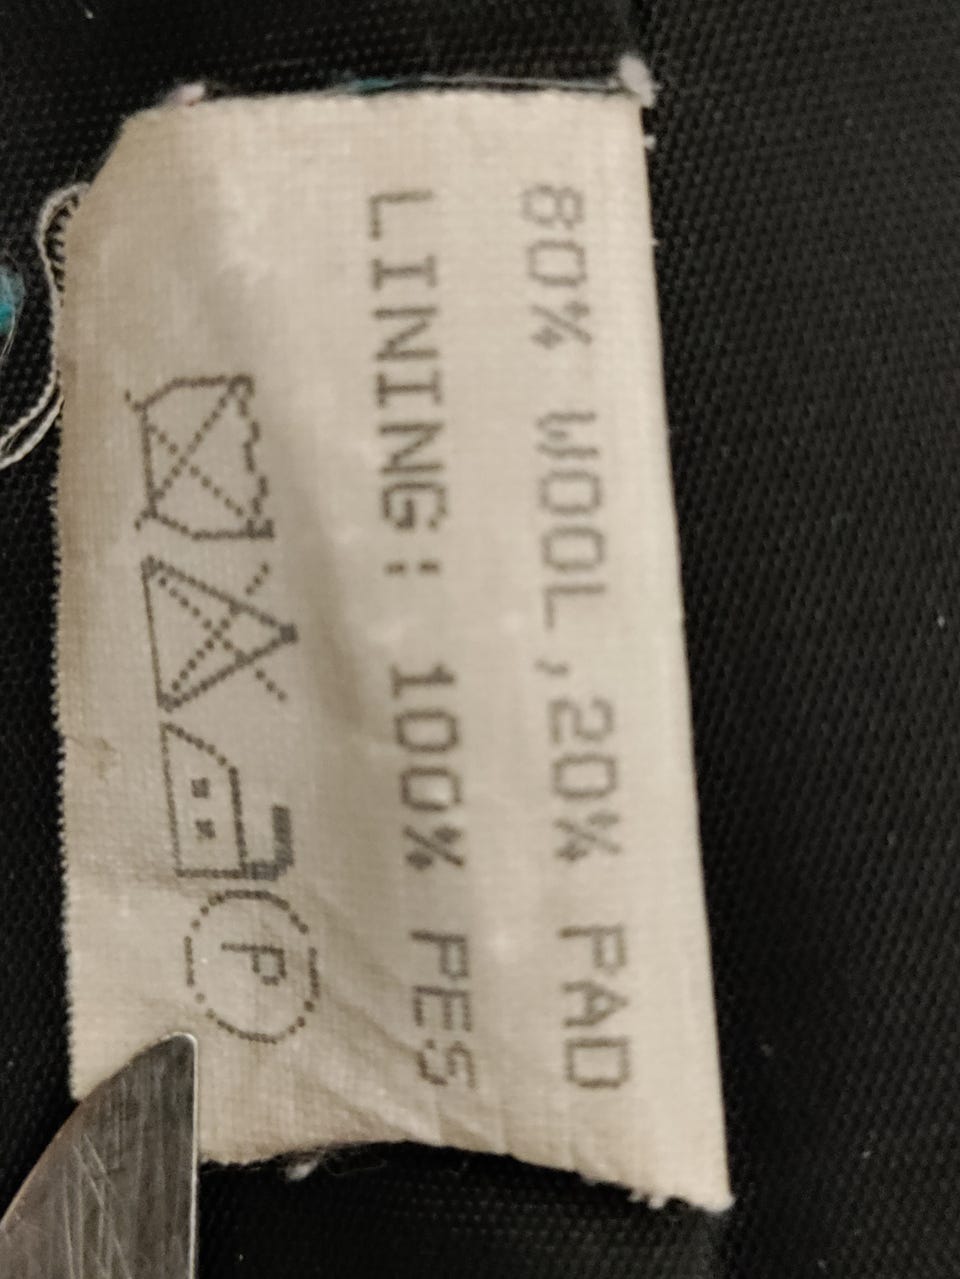 80% WOOL,20% PAD
LINING: 100% PES
P